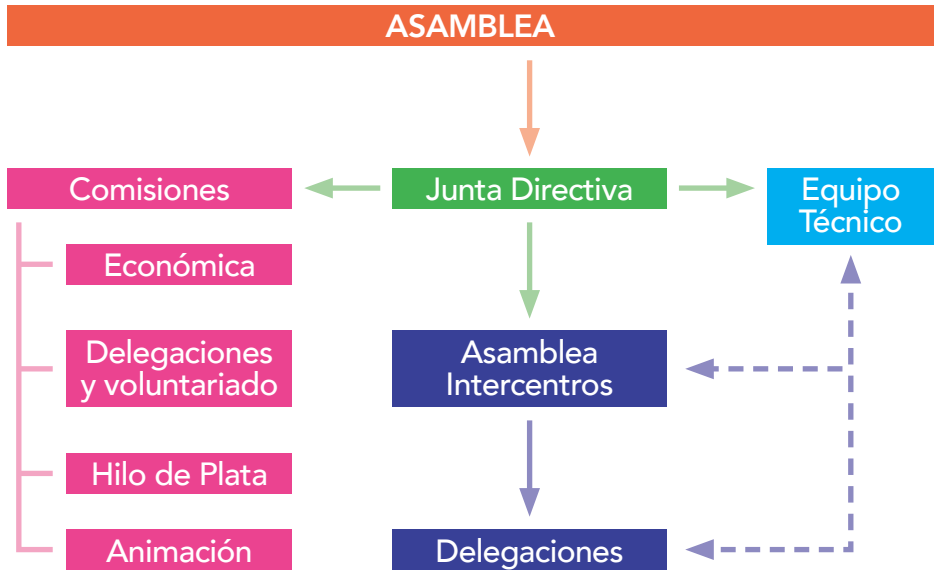 ASAMBLEA
Comisiones
Junta Directiva
Equipo
Técnico
Económica
Delegaciones
y voluntariado
Asamblea
Intercentros
Hilo de Plata
Animación
Delegaciones